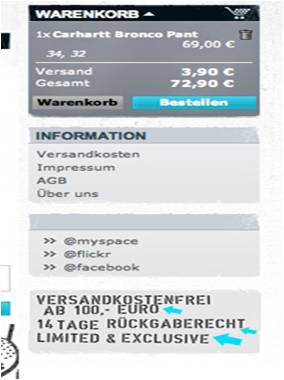 WARENKORB
1x Carhartt Bronco Pant
69,00 €
34, 32
Versand 3,90 €
Gesamt 72,90 €
Warenkorb Bestellen
INFORMATION
Versandkosten
Impressum
AGB
Über uns
>> @myspace
>> @flickr
>> @facebook
VERSANDKOSTENFREI
AB 100,- EURO
14 TAGE RÜCKGABERECHT
LIMITED & EXCLUSIVE